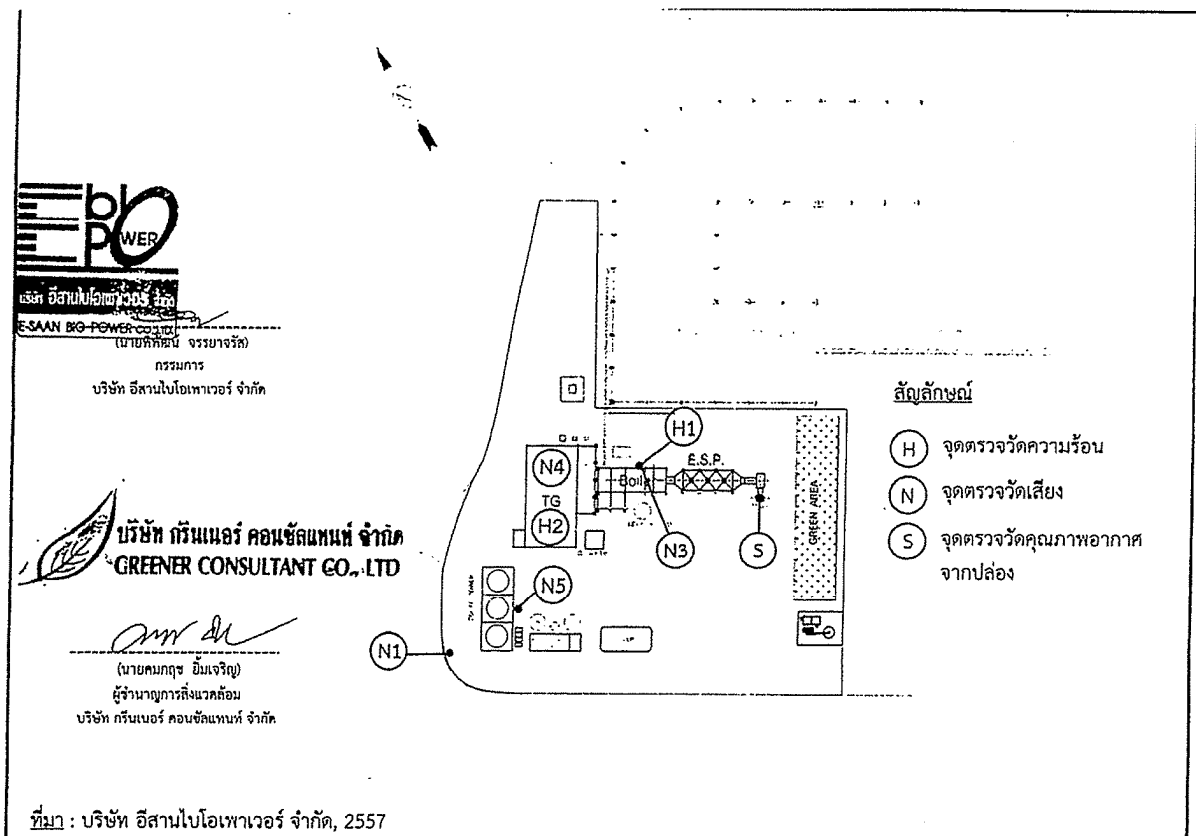 Ebio
POWER
บริษัท อีสานไบโอเพาเวอร์ จำกัด
E-SAAN BIO-POWER CO.,LTD.
จรรยาจรัส)
กรรมการ
บริษัท อีสานไบโอเพาเวอร์ จำกัด
บริษัท กรีนเนอร์ คอนซัลแทนท์ จำกัด
GREENER CONSULTANT CO., LTD
(นายคมกฤช อิ้มเจริญ)
ผู้ชำนาญการสิ่งแวดล้อม
บริษัท กรีนเนอร์ คอนซัลแทนท์ จำกัด
H1
E.S.P.
N4
Boil
TG
H2
N3
S
GREEN AREA
N5
N1
สัญลักษณ์
H จุดตรวจวัดความร้อน
N จุดตรวจวัดเสียง
S จุดตรวจวัดคุณภาพอากาศ
จากปล่อง
ที่มา : บริษัท อีสานไบโอเพาเวอร์ จำกัด, 2557